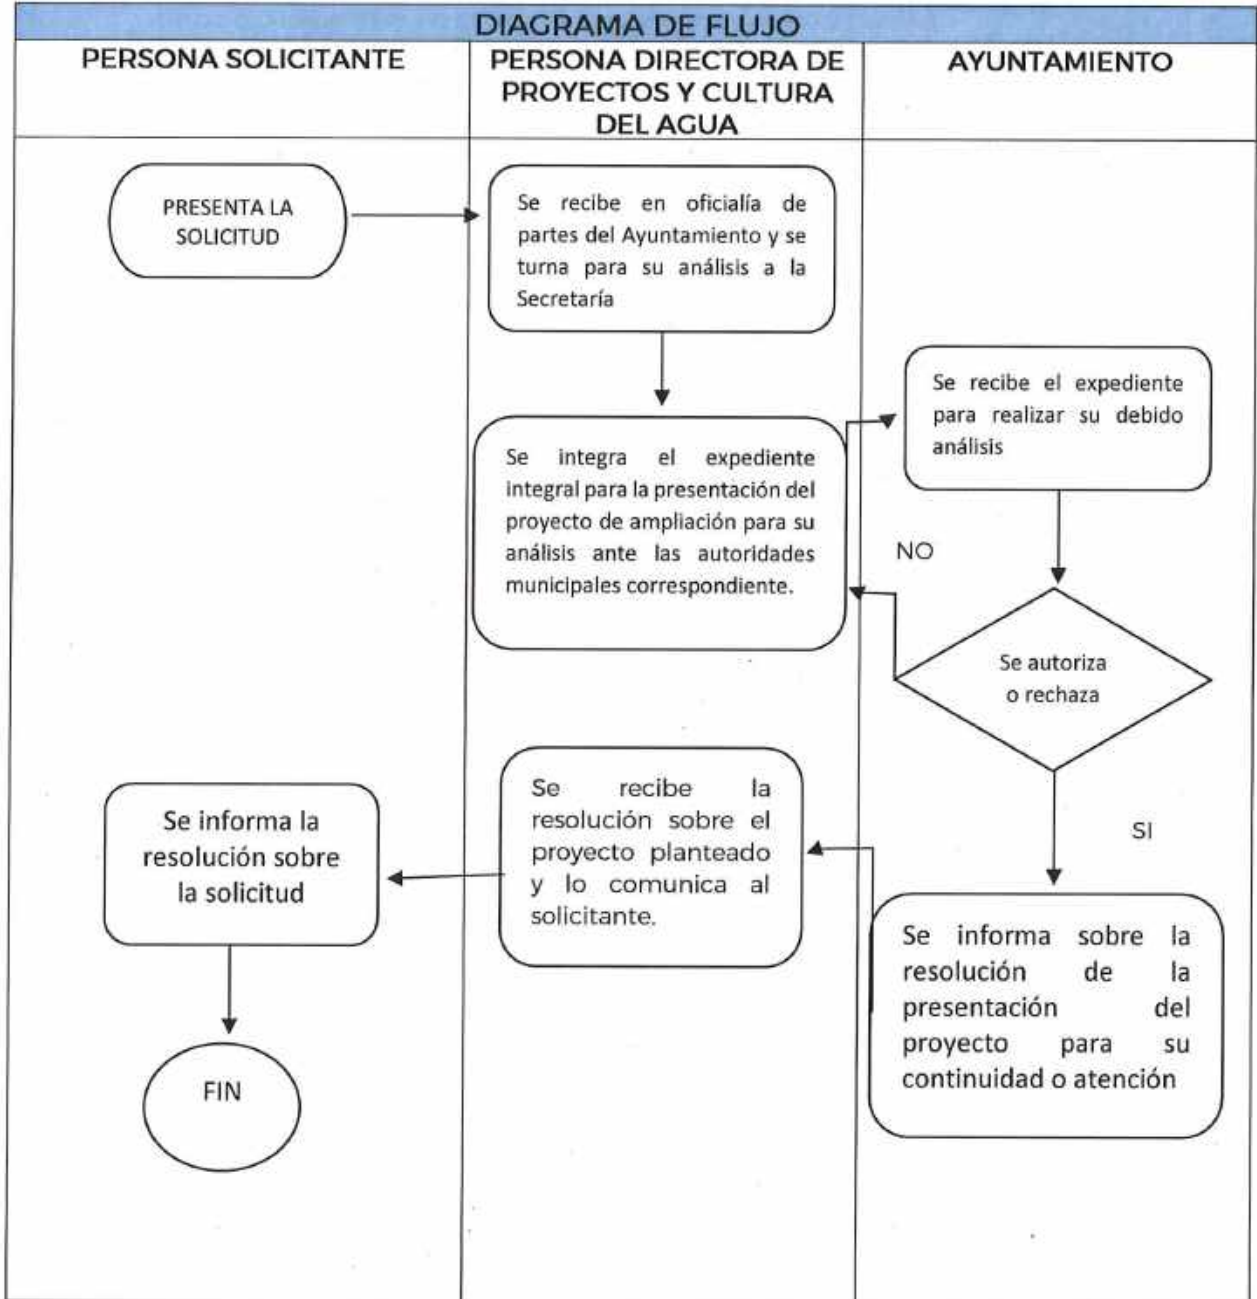 DIAGRAMA DE FLUJO
PERSONA SOLICITANTE
PERSONA DIRECTORA DE
PROYECTOS Y CULTURA
DEL AGUA
AYUNTAMIENTO
PRESENTA LA
SOLICITUD
Se recibe en oficialía de
partes del Ayuntamiento y se
turna para su análisis a la
Secretaría
Se integra el expediente
integral para la presentación del
proyecto de ampliación para su
análisis ante las autoridades
municipales correspondiente.
Se recibe el expediente
para realizar su debido
análisis
NO
Se autoriza
o rechaza
SI
Se informa sobre la
resolución de la
presentación del
proyecto para su
continuidad o atención
Se recibe la
resolución sobre el
proyecto planteado
y lo comunica al
solicitante.
Se informa la
resolución sobre
la solicitud
FIN